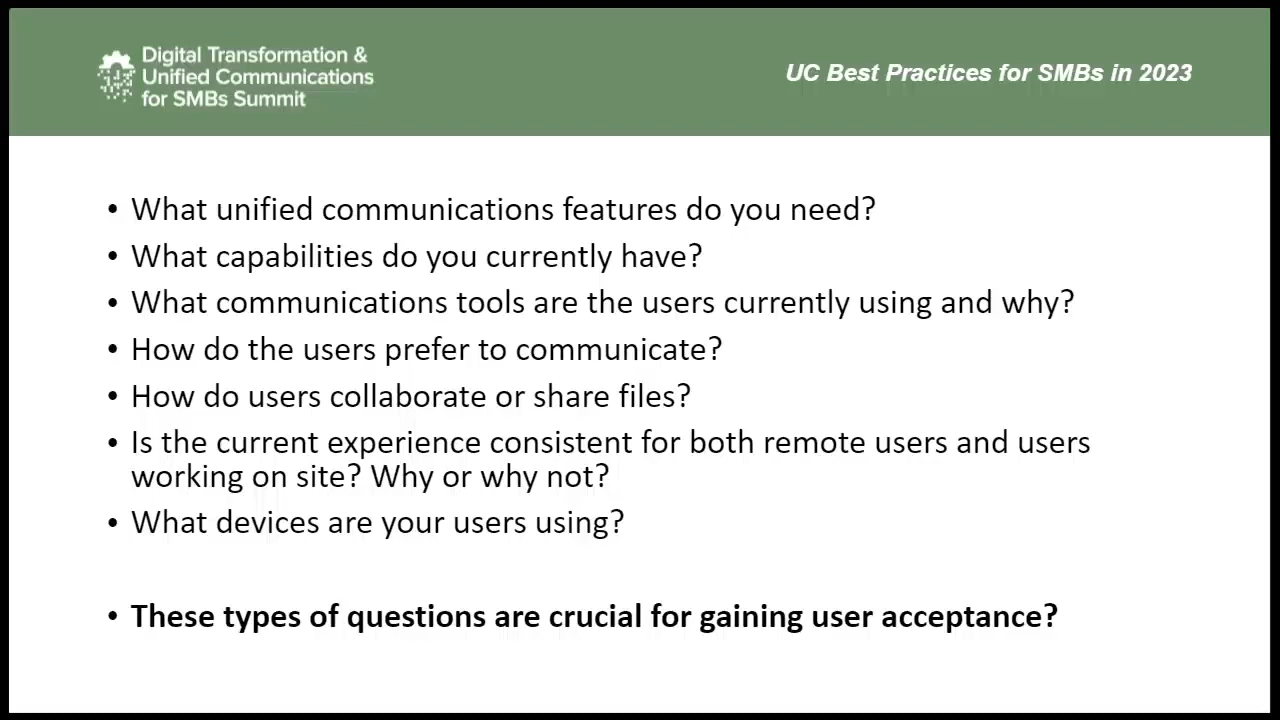 Digital Transformation &
Unified Communications
for SMBs Summit
UC Best Practices for SMBs in 2023
• What unified communications features do you need?
• What capabilities do you currently have?
• What communications tools are the users currently using and why?
• How do the users prefer to communicate?
• How do users collaborate or share files?
• Is the current experience consistent for both remote users and users
working on site? Why or why not?
• What devices are your users using?
• These types of questions are crucial for gaining user acceptance?